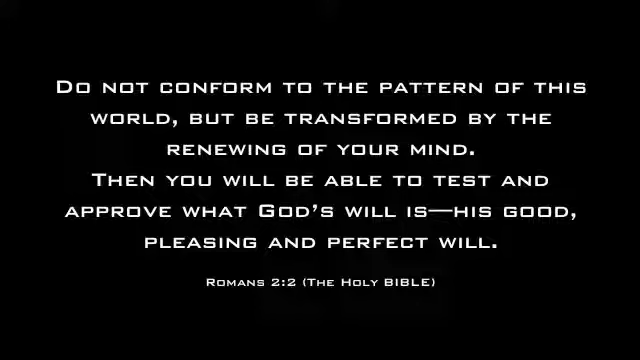 Do not conform to the pattern of this
world, but be transformed by the
renewing of your mind.
Then you will be able to test and
approve what God's will is—his good,
pleasing and perfect will.
Romans 2:2 (The Holy BIBLE)